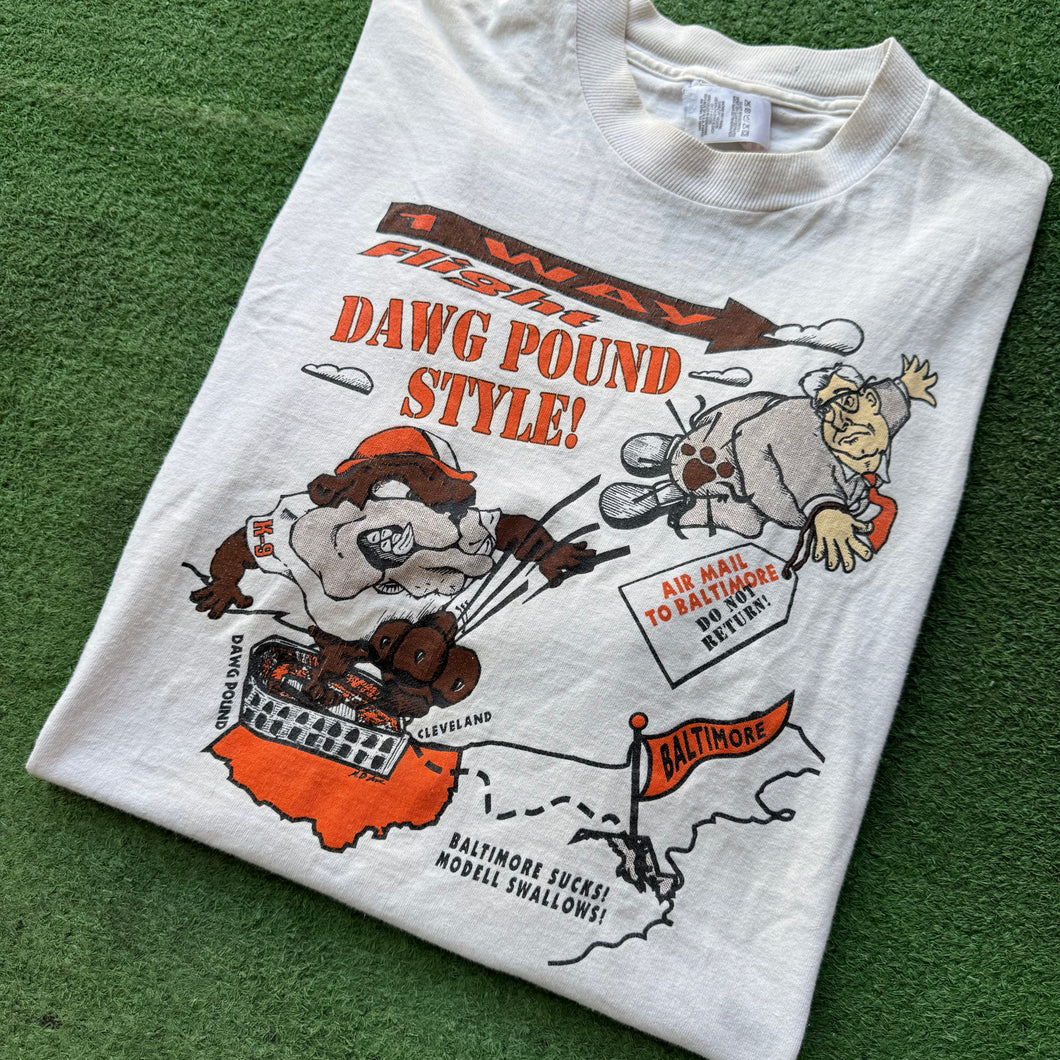 1 WAY
Flight
DAWG POUND
STYLE!
K-9
AIR MAIL
TO BALTIMORE
DO NOT
RETURN!
DAWG POUND
CLEVELAND
BALTIMORE
BALTIMORE SUCKS!
MODELL SWALLOWS!